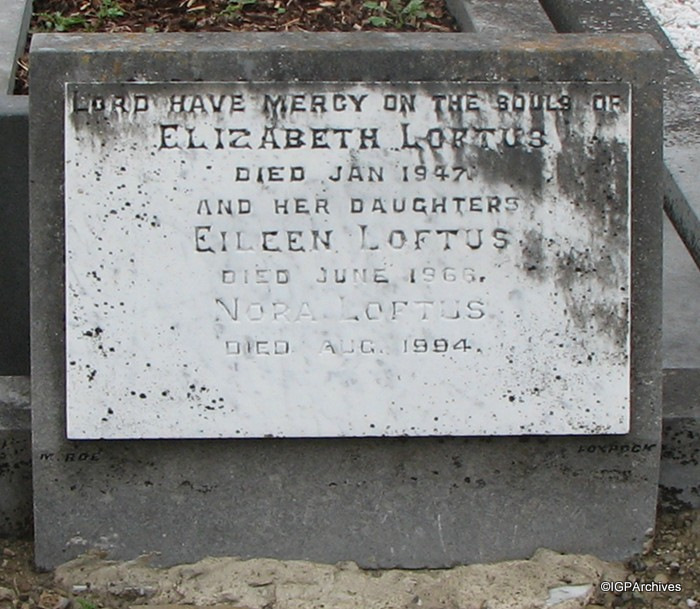 LORD HAVE MERCY ON THE SOULS OF
ELIZABETH LOFTUS
DIED JAN 1947.
AND HER DAUGHTERS
EILEEN LOFTUS
DIED JUNE 1966.
NORA LOFTUS
DIED AUG. 1994.
©IGPArchives